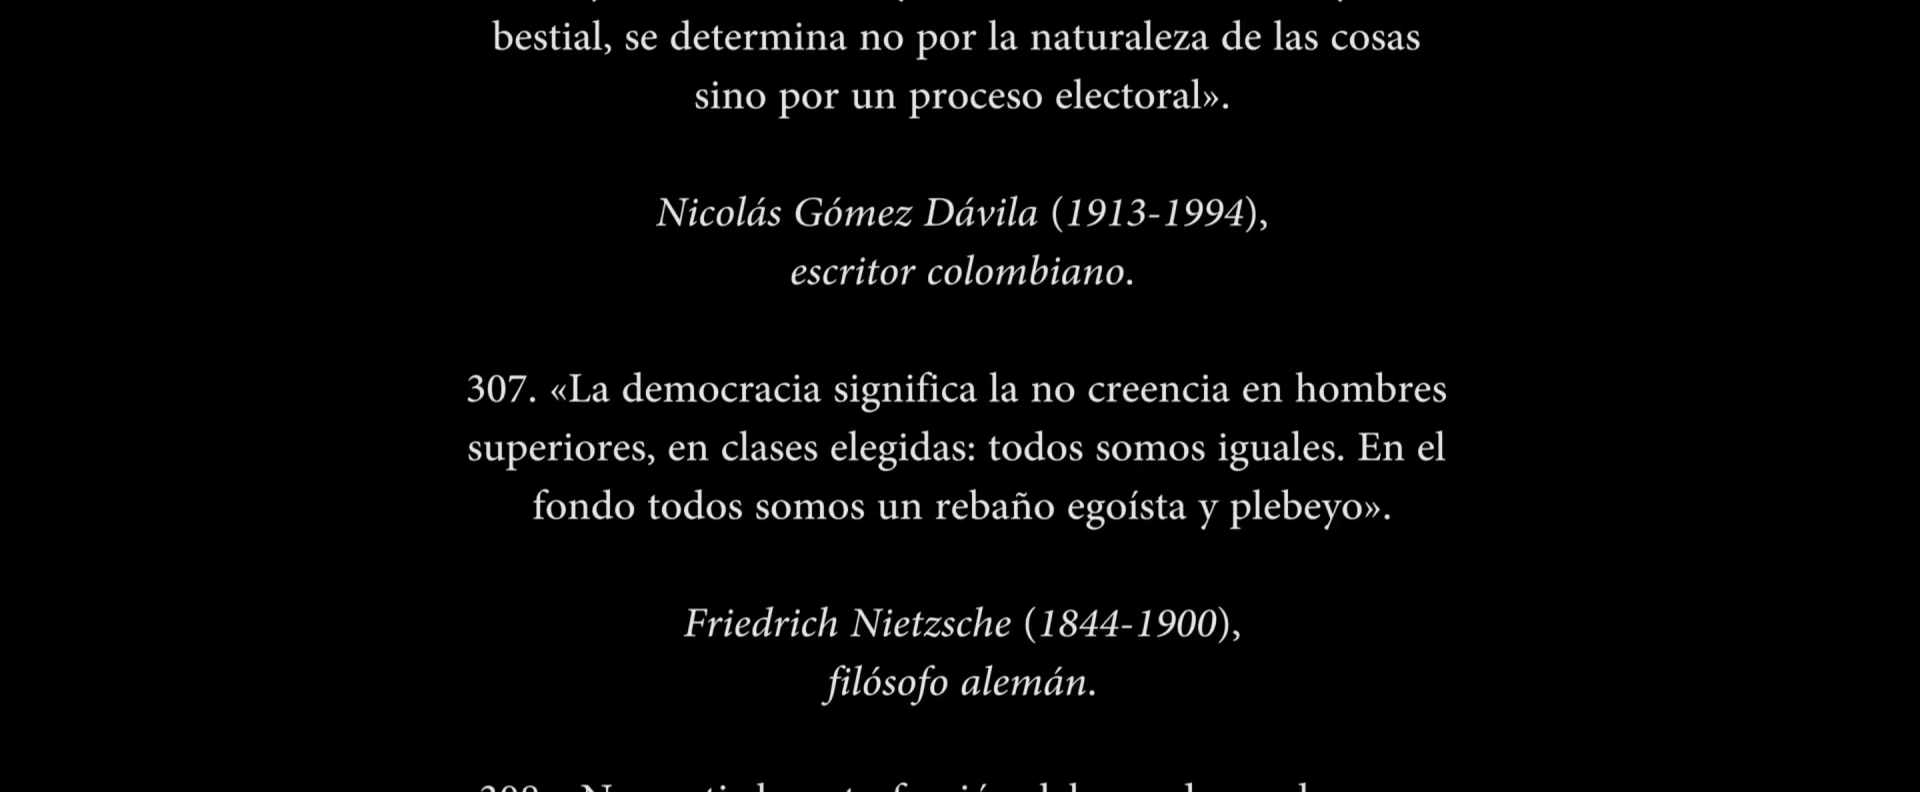 bestial, se determina no por la naturaleza de las cosas
sino por un proceso electoral».
Nicolás Gómez Dávila (1913-1994),
escritor colombiano.
307. «La democracia significa la no creencia en hombres
superiores, en clases elegidas: todos somos iguales. En el
fondo todos somos un rebaño egoísta y plebeyo».
Friedrich Nietzsche (1844-1900),
filósofo alemán.